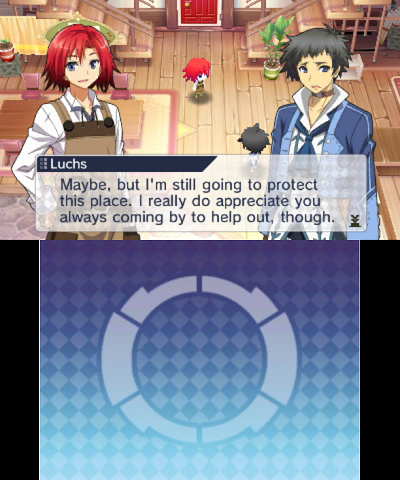 Luchs
Maybe, but I'm still going to protect
this place. I really do appreciate you
always coming by to help out, though.